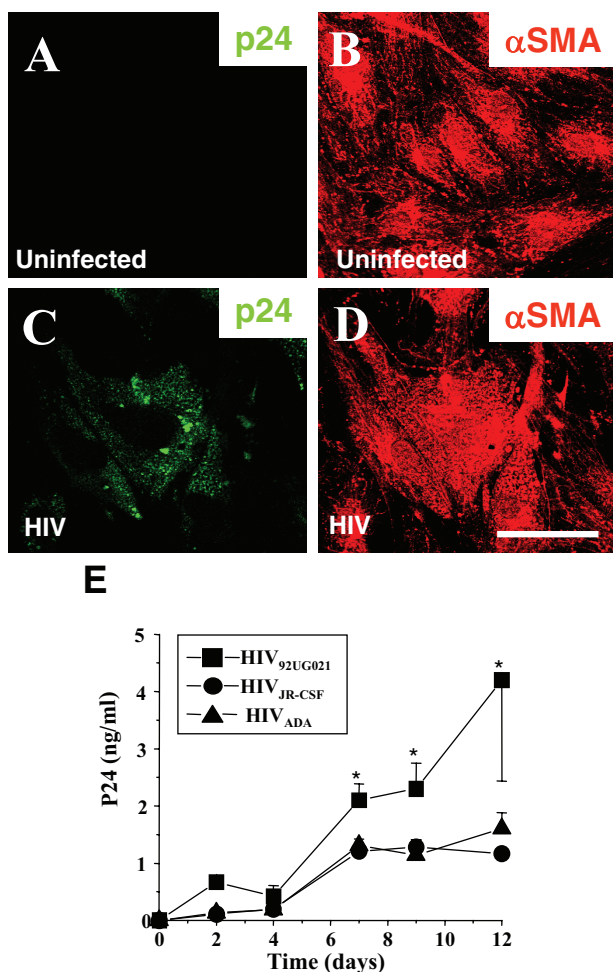 A p24
B αSMA
Uninfected
Uninfected
C p24
D αSMA
HIV
HIV
E
HIV92UG021
HIVJR-CSF
HIVADA
P24 (ng/ml)
5
4
3
2
1
0
* * *
0 2 4 6 8 10 12
Time (days)